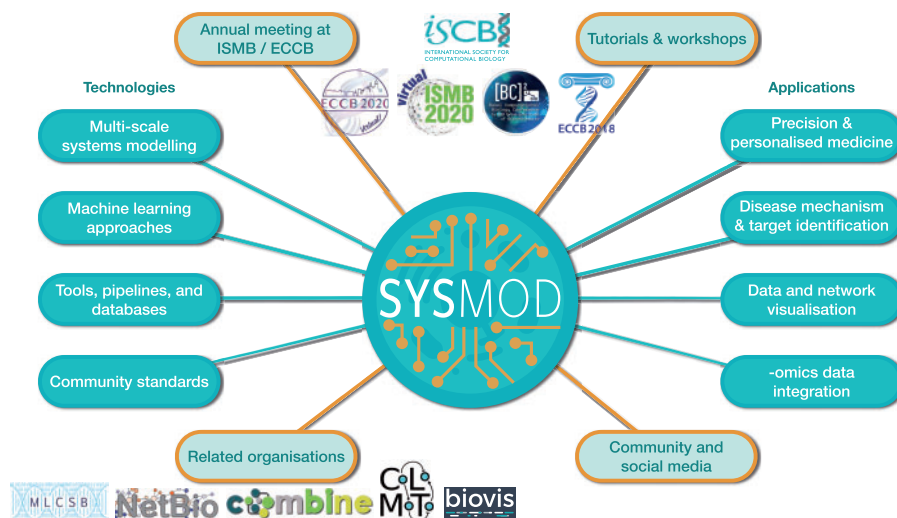 Annual meeting at
ISMB / ECCB
iSCB
INTERNATIONAL SOCIETY FOR
COMPUTATIONAL BIOLOGY
Tutorials & workshops
ECCB 2020
Virtual!
virtual
ISMB
2020
[BC]2
ECCB2018
Technologies
Applications
Multi-scale
systems modelling
Machine learning
approaches
Tools, pipelines, and
databases
Community standards
SYSMOD
Precision &
personalised medicine
Disease mechanism
& target identification
Data and network
visualisation
-omics data
integration
Related organisations
Community and
social media
MLCSB
NetBio
combine
CoLoMoTo
biovis